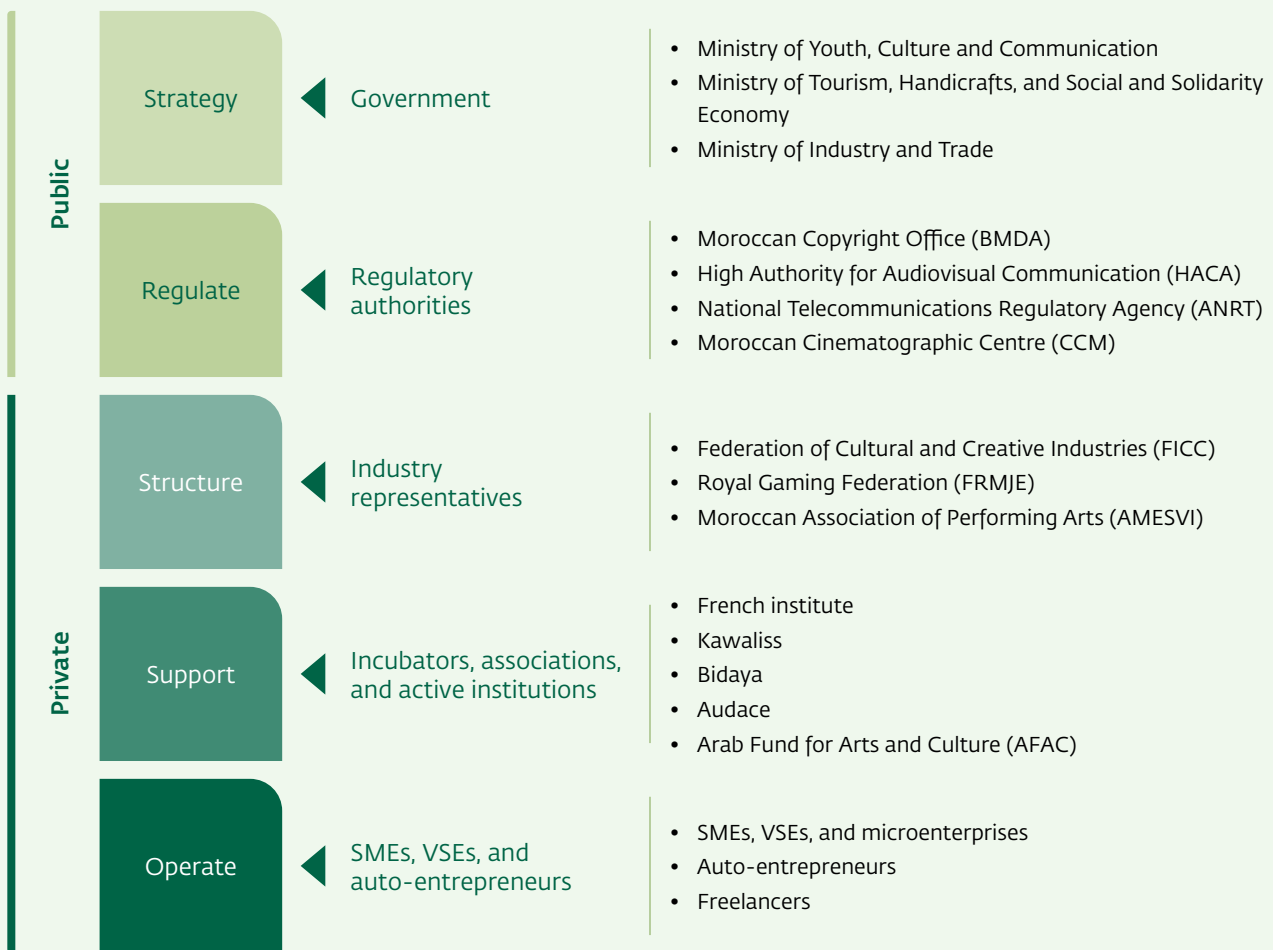 Public
Strategy
Government
• Ministry of Youth, Culture and Communication
• Ministry of Tourism, Handicrafts, and Social and Solidarity
Economy
• Ministry of Industry and Trade
Regulate
Regulatory
authorities
• Moroccan Copyright Office (BMDA)
• High Authority for Audiovisual Communication (HACA)
• National Telecommunications Regulatory Agency (ANRT)
• Moroccan Cinematographic Centre (CCM)
Private
Structure
Industry
representatives
• Federation of Cultural and Creative Industries (FICC)
• Royal Gaming Federation (FRMJE)
• Moroccan Association of Performing Arts (AMESVI)
Support
Incubators, associations,
and active institutions
• French institute
• Kawaliss
• Bidaya
• Audace
• Arab Fund for Arts and Culture (AFAC)
Operate
SMEs, VSEs, and
auto-entrepreneurs
• SMEs, VSEs, and microenterprises
• Auto-entrepreneurs
• Freelancers